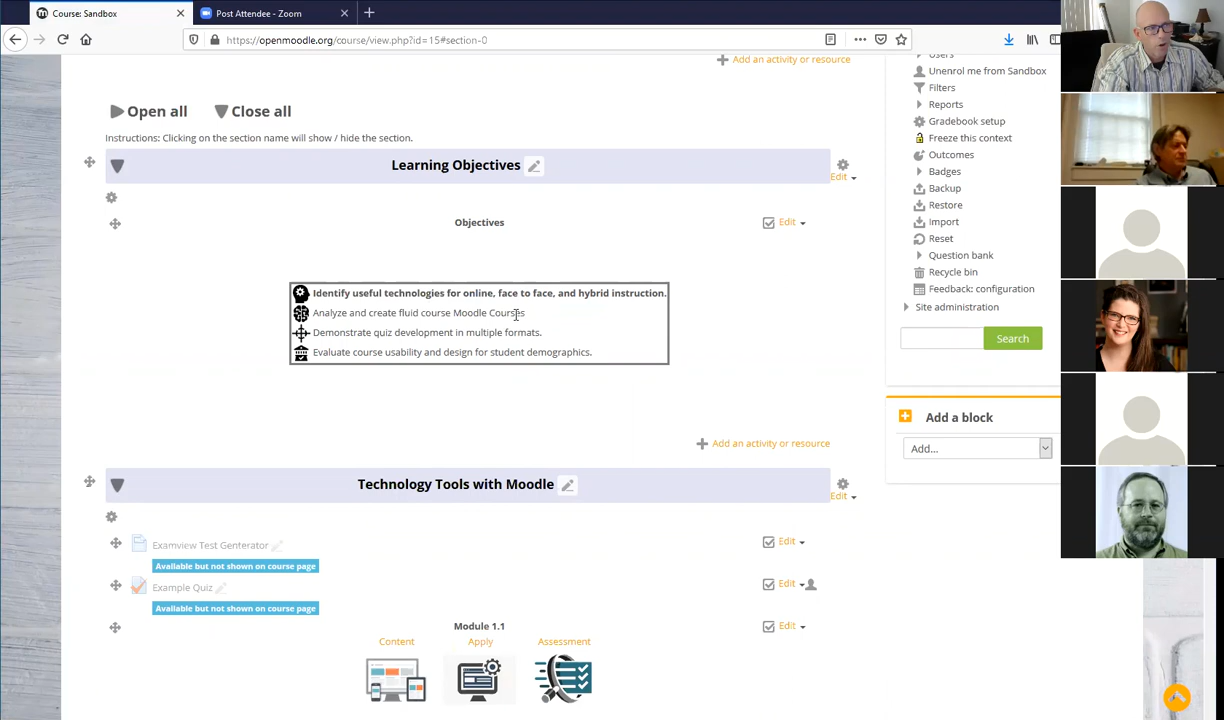 Course: Sandbox
Post Attendee - Zoom
https://openmoodle.org/course/view.php?id=15#section-0
Add an activity or resource
Open all
Close all
Instructions: Clicking on the section name will show / hide the section.
Learning Objectives
Edit
Objectives
Edit
Identify useful technologies for online, face to face, and hybrid instruction.
Analyze and create fluid course Moodle Courses
Demonstrate quiz development in multiple formats.
Evaluate course usability and design for student demographics.
Add an activity or resource
Technology Tools with Moodle
Edit
Examview Test Genterator
Edit
Available but not shown on course page
Example Quiz
Edit
Available but not shown on course page
Module 1.1
Edit
Content Apply Assessment
Users
Unenrol me from Sandbox
Filters
Reports
Gradebook setup
Freeze this context
Outcomes
Badges
Backup
Restore
Import
Reset
Question bank
Recycle bin
Feedback: configuration
Site administration
Search
Add a block
Add...